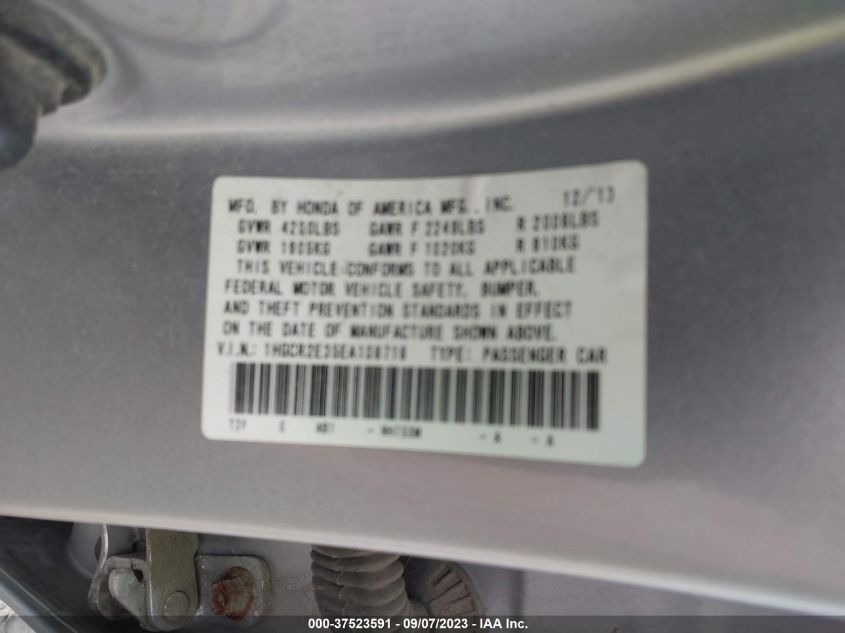 MFD. BY HONDA OF AMERICA MFG., INC. 12/13
GVWR 4200LBS GAWR F 2249LBS R 2006LBS
GVWR GAWR F 1020KG R 910KG
THIS VEHICLE CONFORMS TO ALL APPLICABLE
FEDERAL MOTOR VEHICLE SAFETY, BUMPER,
AND THEFT PREVENTION STANDARDS IN EFFECT
ON THE DATE OF MANUFACTURE SHOWN ABOVE.
V.I.N.: TYPE: PASSENGER CAR
- A - A
000-37523591 - 09/07/2023 - IAA Inc.